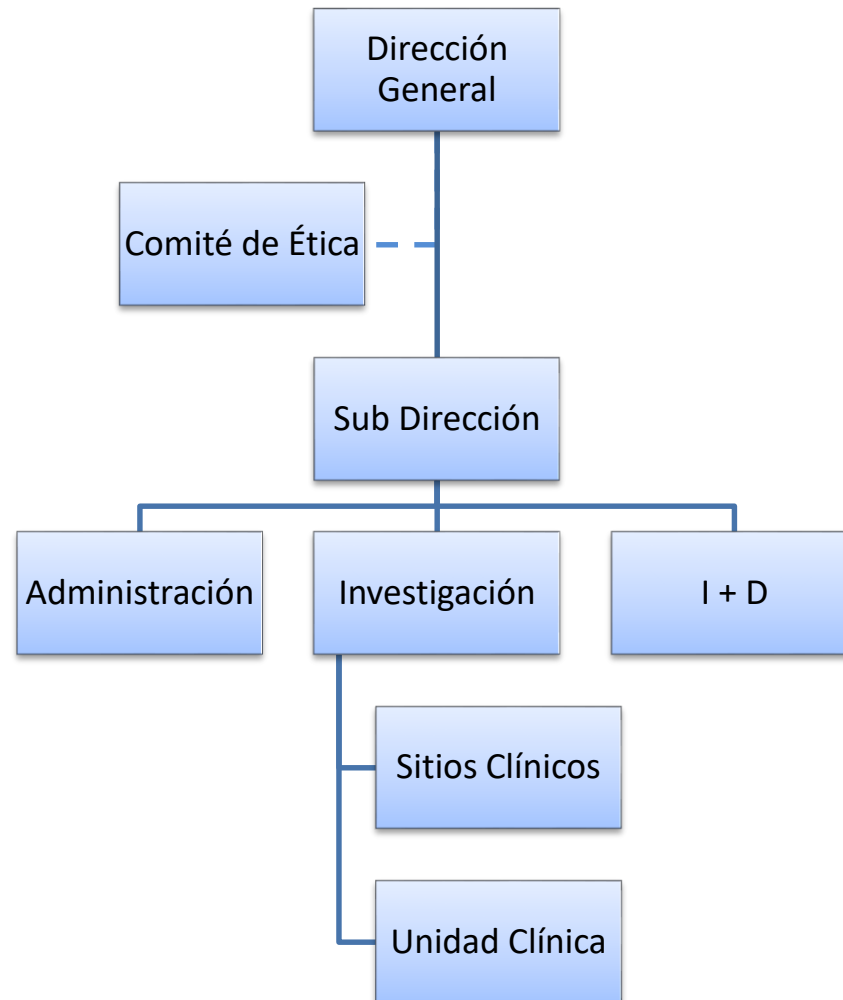 Dirección
General
Comité de Ética
Sub Dirección
Administración
Investigación
I + D
Sitios Clínicos
Unidad Clínica